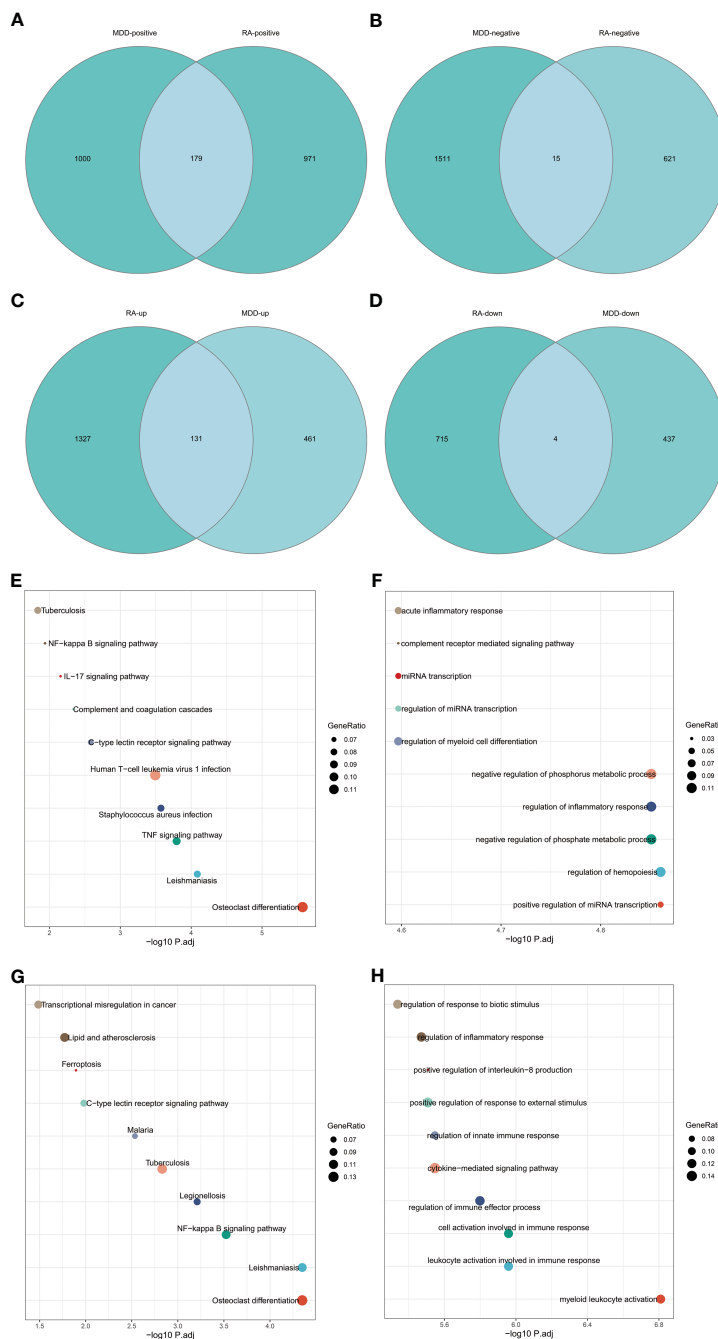 A
MDD-positive
RA-positive
1000
179
971
B
MDD-negative
RA-negative
1511
15
621
C
RA-up
MDD-up
1327
131
461
D
RA-down
MDD-down
715
4
437
E
Tuberculosis
NF-kappa B signaling pathway
IL-17 signaling pathway
Complement and coagulation cascades
C-type lectin receptor signaling pathway
Human T-cell leukemia virus 1 infection
Staphylococcus aureus infection
TNF signaling pathway
Leishmaniasis
Osteoclast differentiation
2
3
4
5
−log10 P.adj
GeneRatio
0.07
0.08
0.09
0.10
0.11
F
acute inflammatory response
complement receptor mediated signaling pathway
miRNA transcription
regulation of miRNA transcription
regulation of myeloid cell differentiation
negative regulation of phosphorus metabolic process
regulation of inflammatory response
negative regulation of phosphate metabolic process
regulation of hemopoiesis
positive regulation of miRNA transcription
4.6
4.7
4.8
−log10 P.adj
GeneRatio
0.03
0.05
0.07
0.09
0.11
G
Transcriptional misregulation in cancer
Lipid and atherosclerosis
Ferroptosis
C-type lectin receptor signaling pathway
Malaria
Tuberculosis
Legionellosis
NF-kappa B signaling pathway
Leishmaniasis
Osteoclast differentiation
1.5
2.0
2.5
3.0
3.5
4.0
−log10 P.adj
GeneRatio
0.07
0.09
0.11
0.13
H
regulation of response to biotic stimulus
regulation of inflammatory response
positive regulation of interleukin-8 production
positive regulation of response to external stimulus
regulation of innate immune response
cytokine-mediated signaling pathway
regulation of immune effector process
cell activation involved in immune response
leukocyte activation involved in immune response
myeloid leukocyte activation
5.6
6.0
6.4
6.8
−log10 P.adj
GeneRatio
0.08
0.10
0.12
0.14